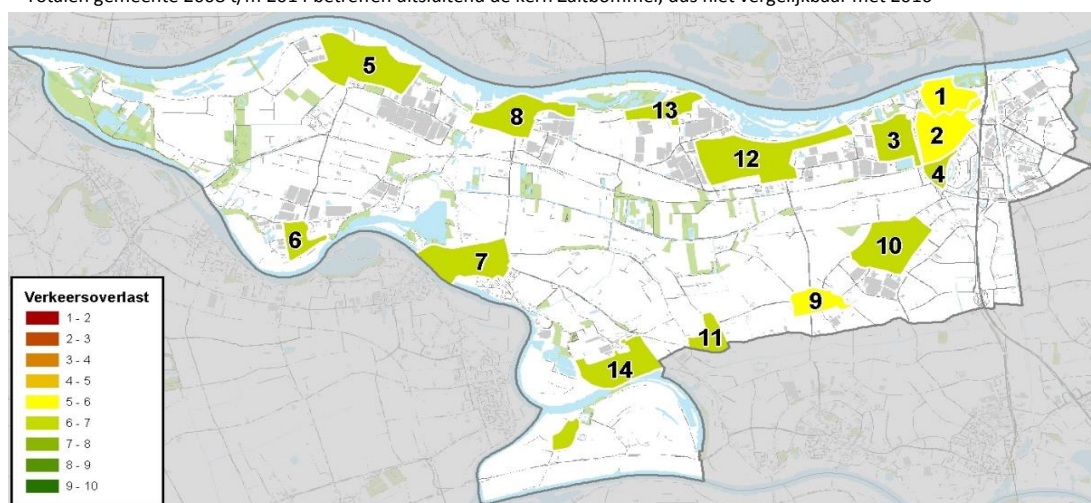 Totalen gemeente 2008 t/m 2014 betreffen uitsluitend de kern Zaltbommel, dus niet vergelijkbaar met 2016
5
8
13
1
2
3
12
4
6
7
10
9
11
14
Verkeersoverlast
1 - 2
2 - 3
3 - 4
4 - 5
5 - 6
6 - 7
7 - 8
8 - 9
9 - 10